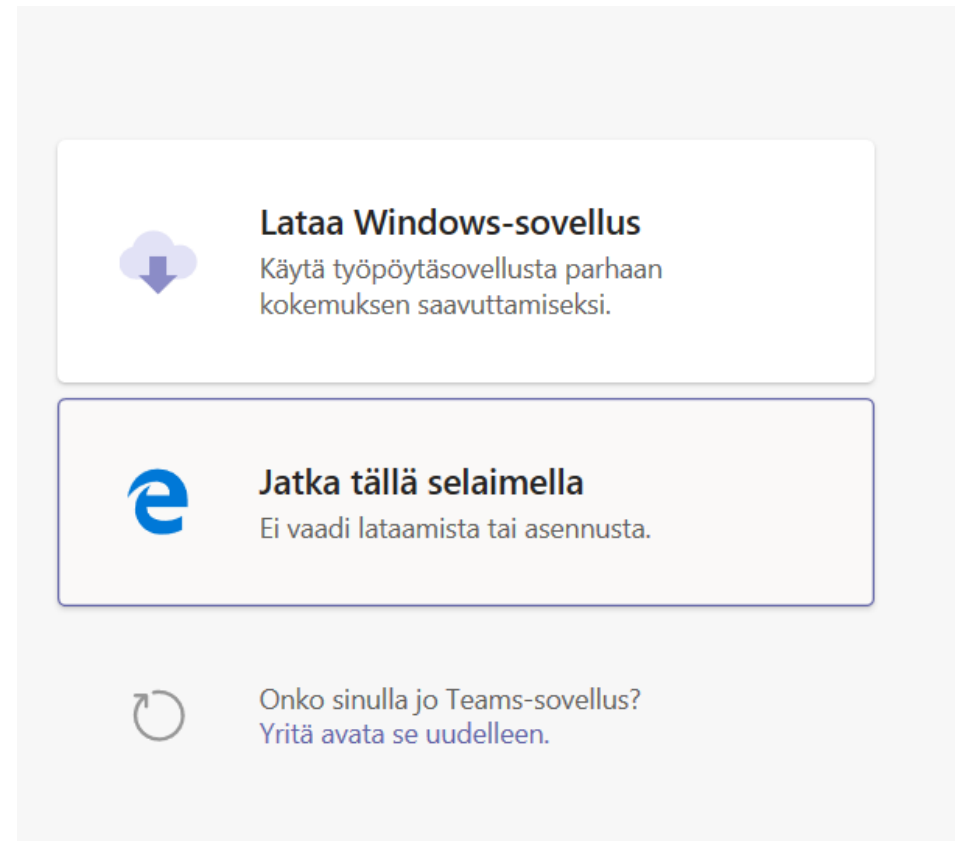 Lataa Windows-sovellus
Käytä työpöytäsovellusta parhaan
kokemuksen saavuttamiseksi.
Jatka tällä selaimella
Ei vaadi lataamista tai asennusta.
Onko sinulla jo Teams-sovellus?
Yritä avata se uudelleen.